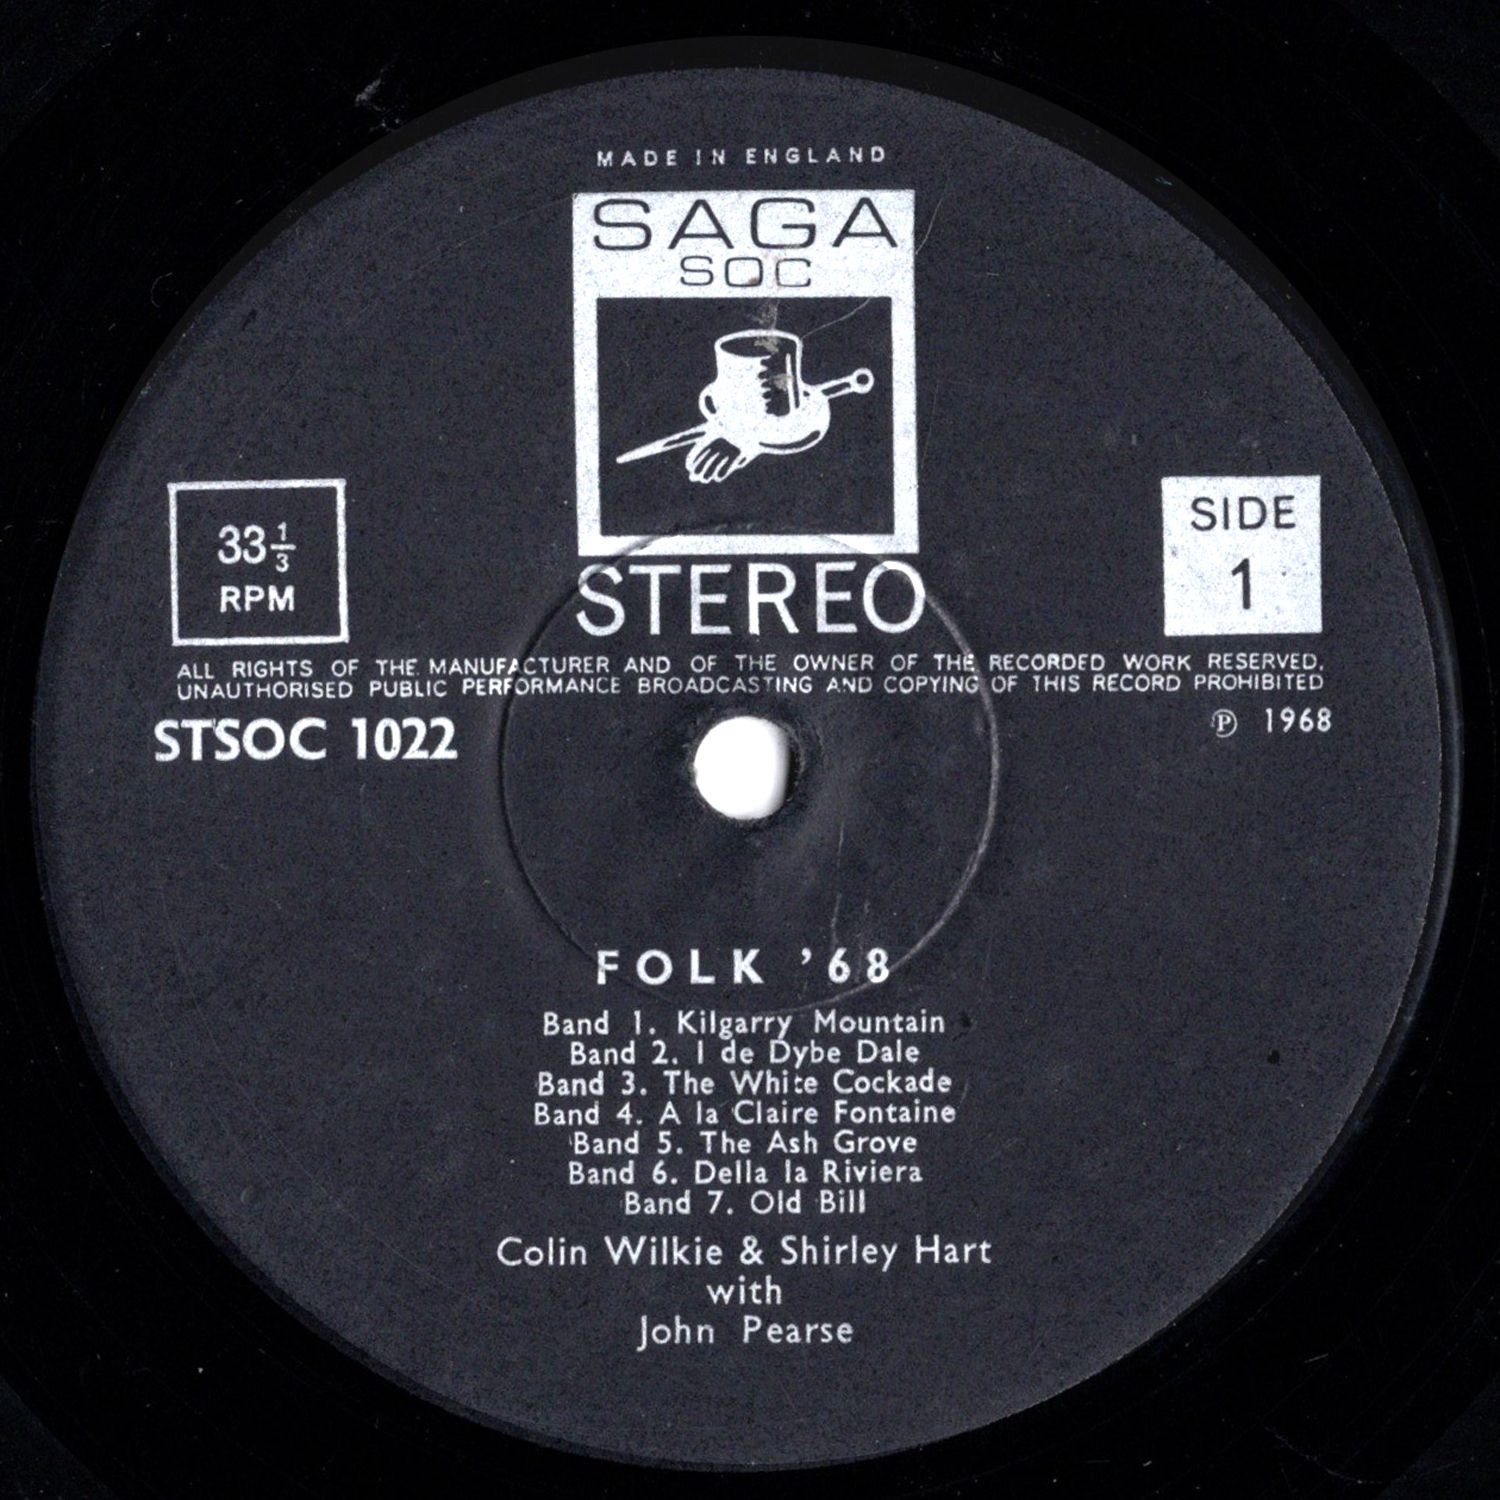 MADE IN ENGLAND
SAGA
SOC
33⅓
RPM
SIDE
1
STEREO
ALL RIGHTS OF THE MANUFACTURER AND OF THE OWNER OF THE RECORDED WORK RESERVED,
UNAUTHORISED PUBLIC PERFORMANCE BROADCASTING AND COPYING OF THIS RECORD PROHIBITED
STSOC 1022
℗ 1968
FOLK ’68
Band 1. Kilgarry Mountain
Band 2. I de Dybe Dale
Band 3. The White Cockade
Band 4. A la Claire Fontaine
Band 5. The Ash Grove
Band 6. Della la Riviera
Band 7. Old Bill
Colin Wilkie & Shirley Hart
with
John Pearse